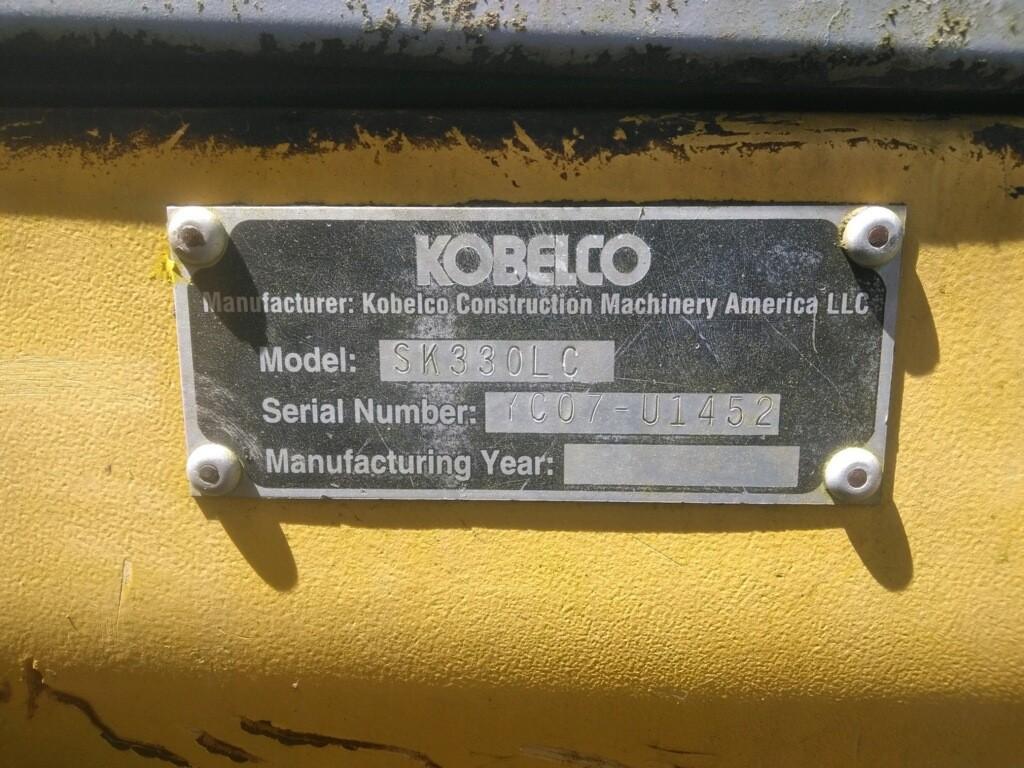 KOBELCO
Manufacturer: Kobelco Construction Machinery America LLC
Model: SK330LC
Serial Number: YC07-U1452
Manufacturing Year: